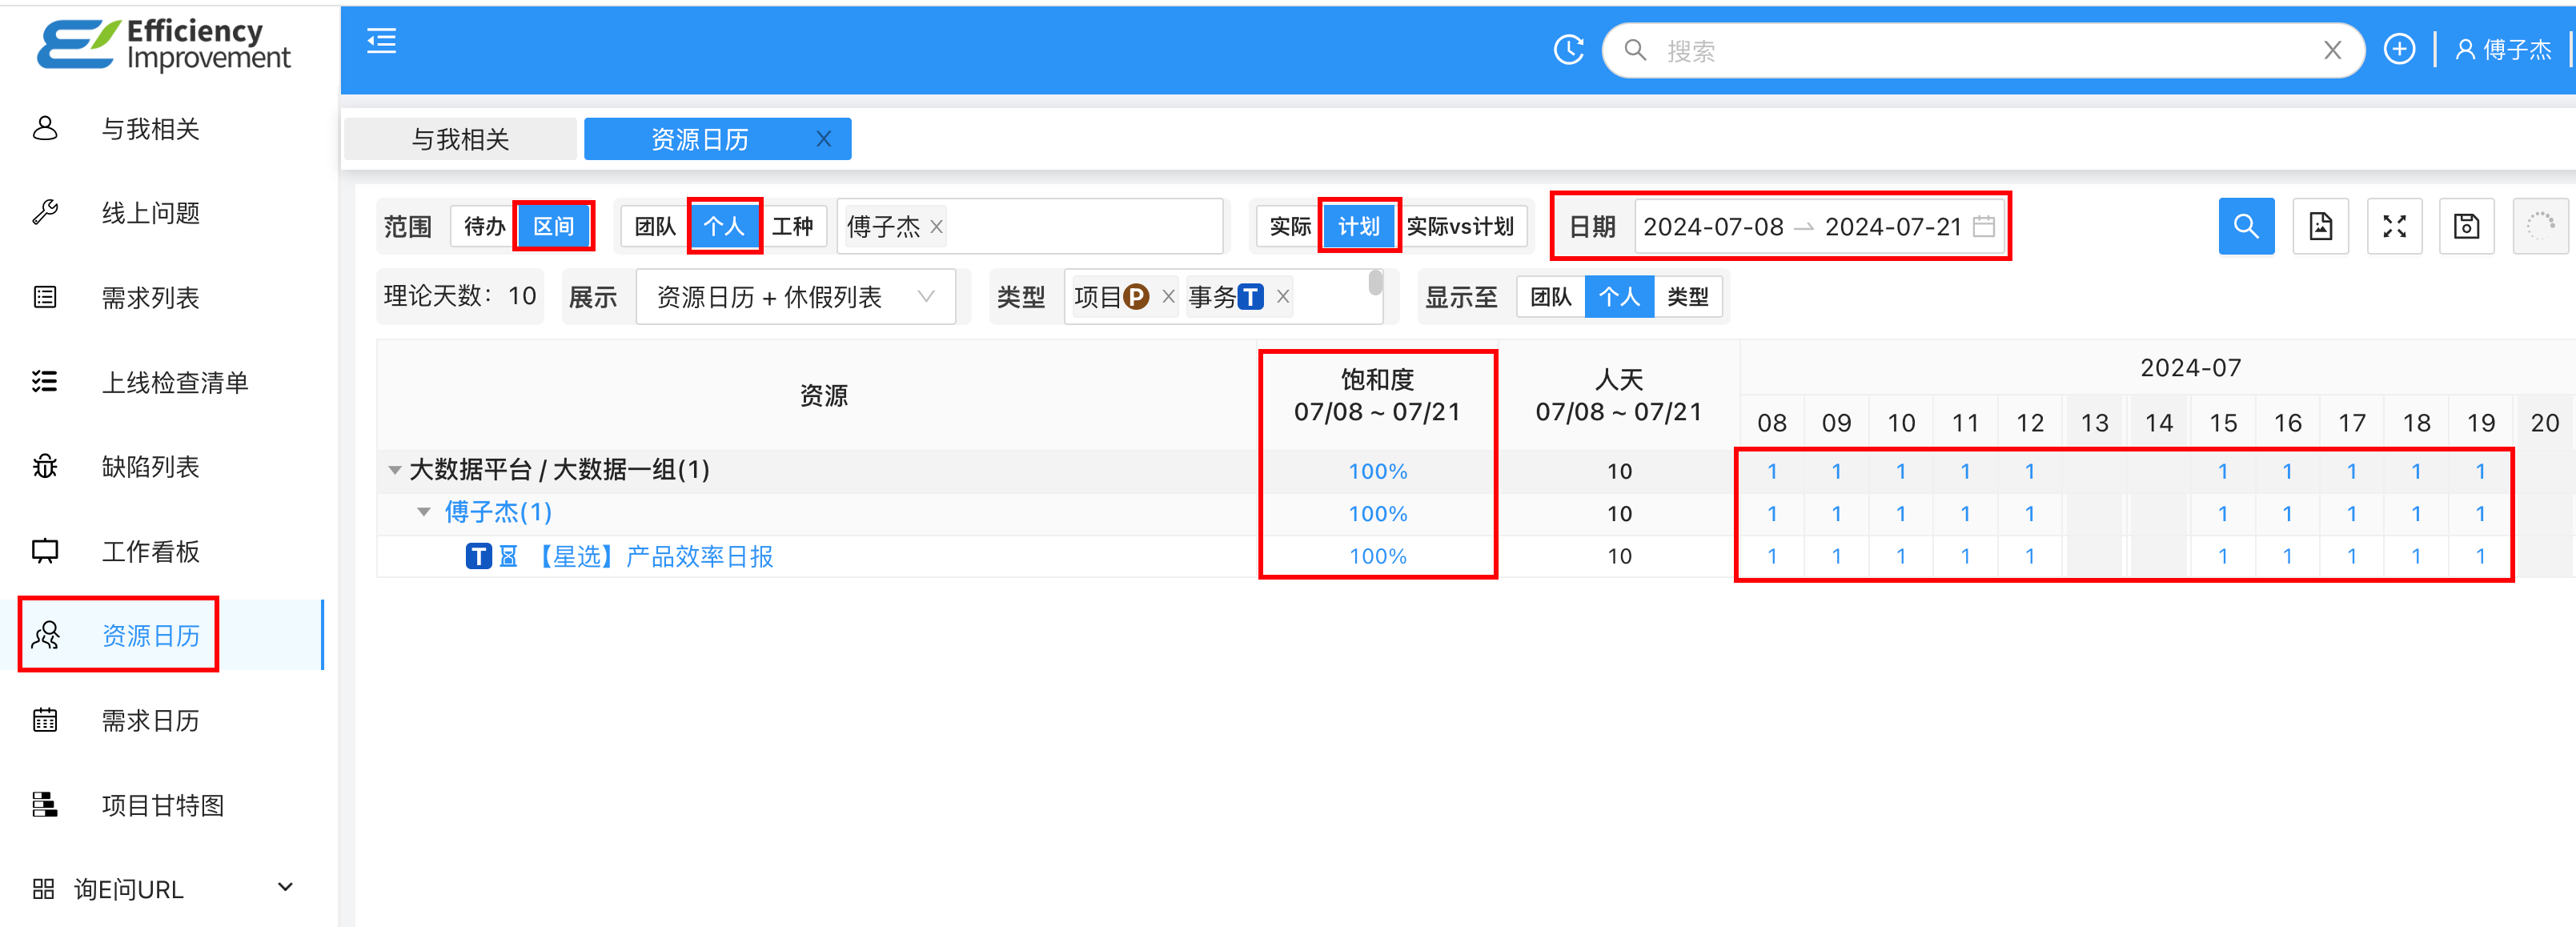 Efficiency
Improvement
搜索
傅子杰
与我相关
资源日历
与我相关
线上问题
需求列表
上线检查清单
缺陷列表
工作看板
资源日历
需求日历
项目甘特图
询E问URL
范围 待办 区间 团队 个人 工种 傅子杰 实际 计划 实际vs计划 日期 2024-07-08 → 2024-07-21
理论天数：10 展示 资源日历 + 休假列表 类型 项目P 事务T 显示至 团队 个人 类型
资源 饱和度 07/08 ~ 07/21 人天 07/08 ~ 07/21 2024-07
08 09 10 11 12 13 14 15 16 17 18 19 20
大数据平台 / 大数据一组(1) 100% 10 1 1 1 1 1 1 1 1 1 1
傅子杰(1) 100% 10 1 1 1 1 1 1 1 1 1 1
T 【星选】产品效率日报 100% 10 1 1 1 1 1 1 1 1 1 1